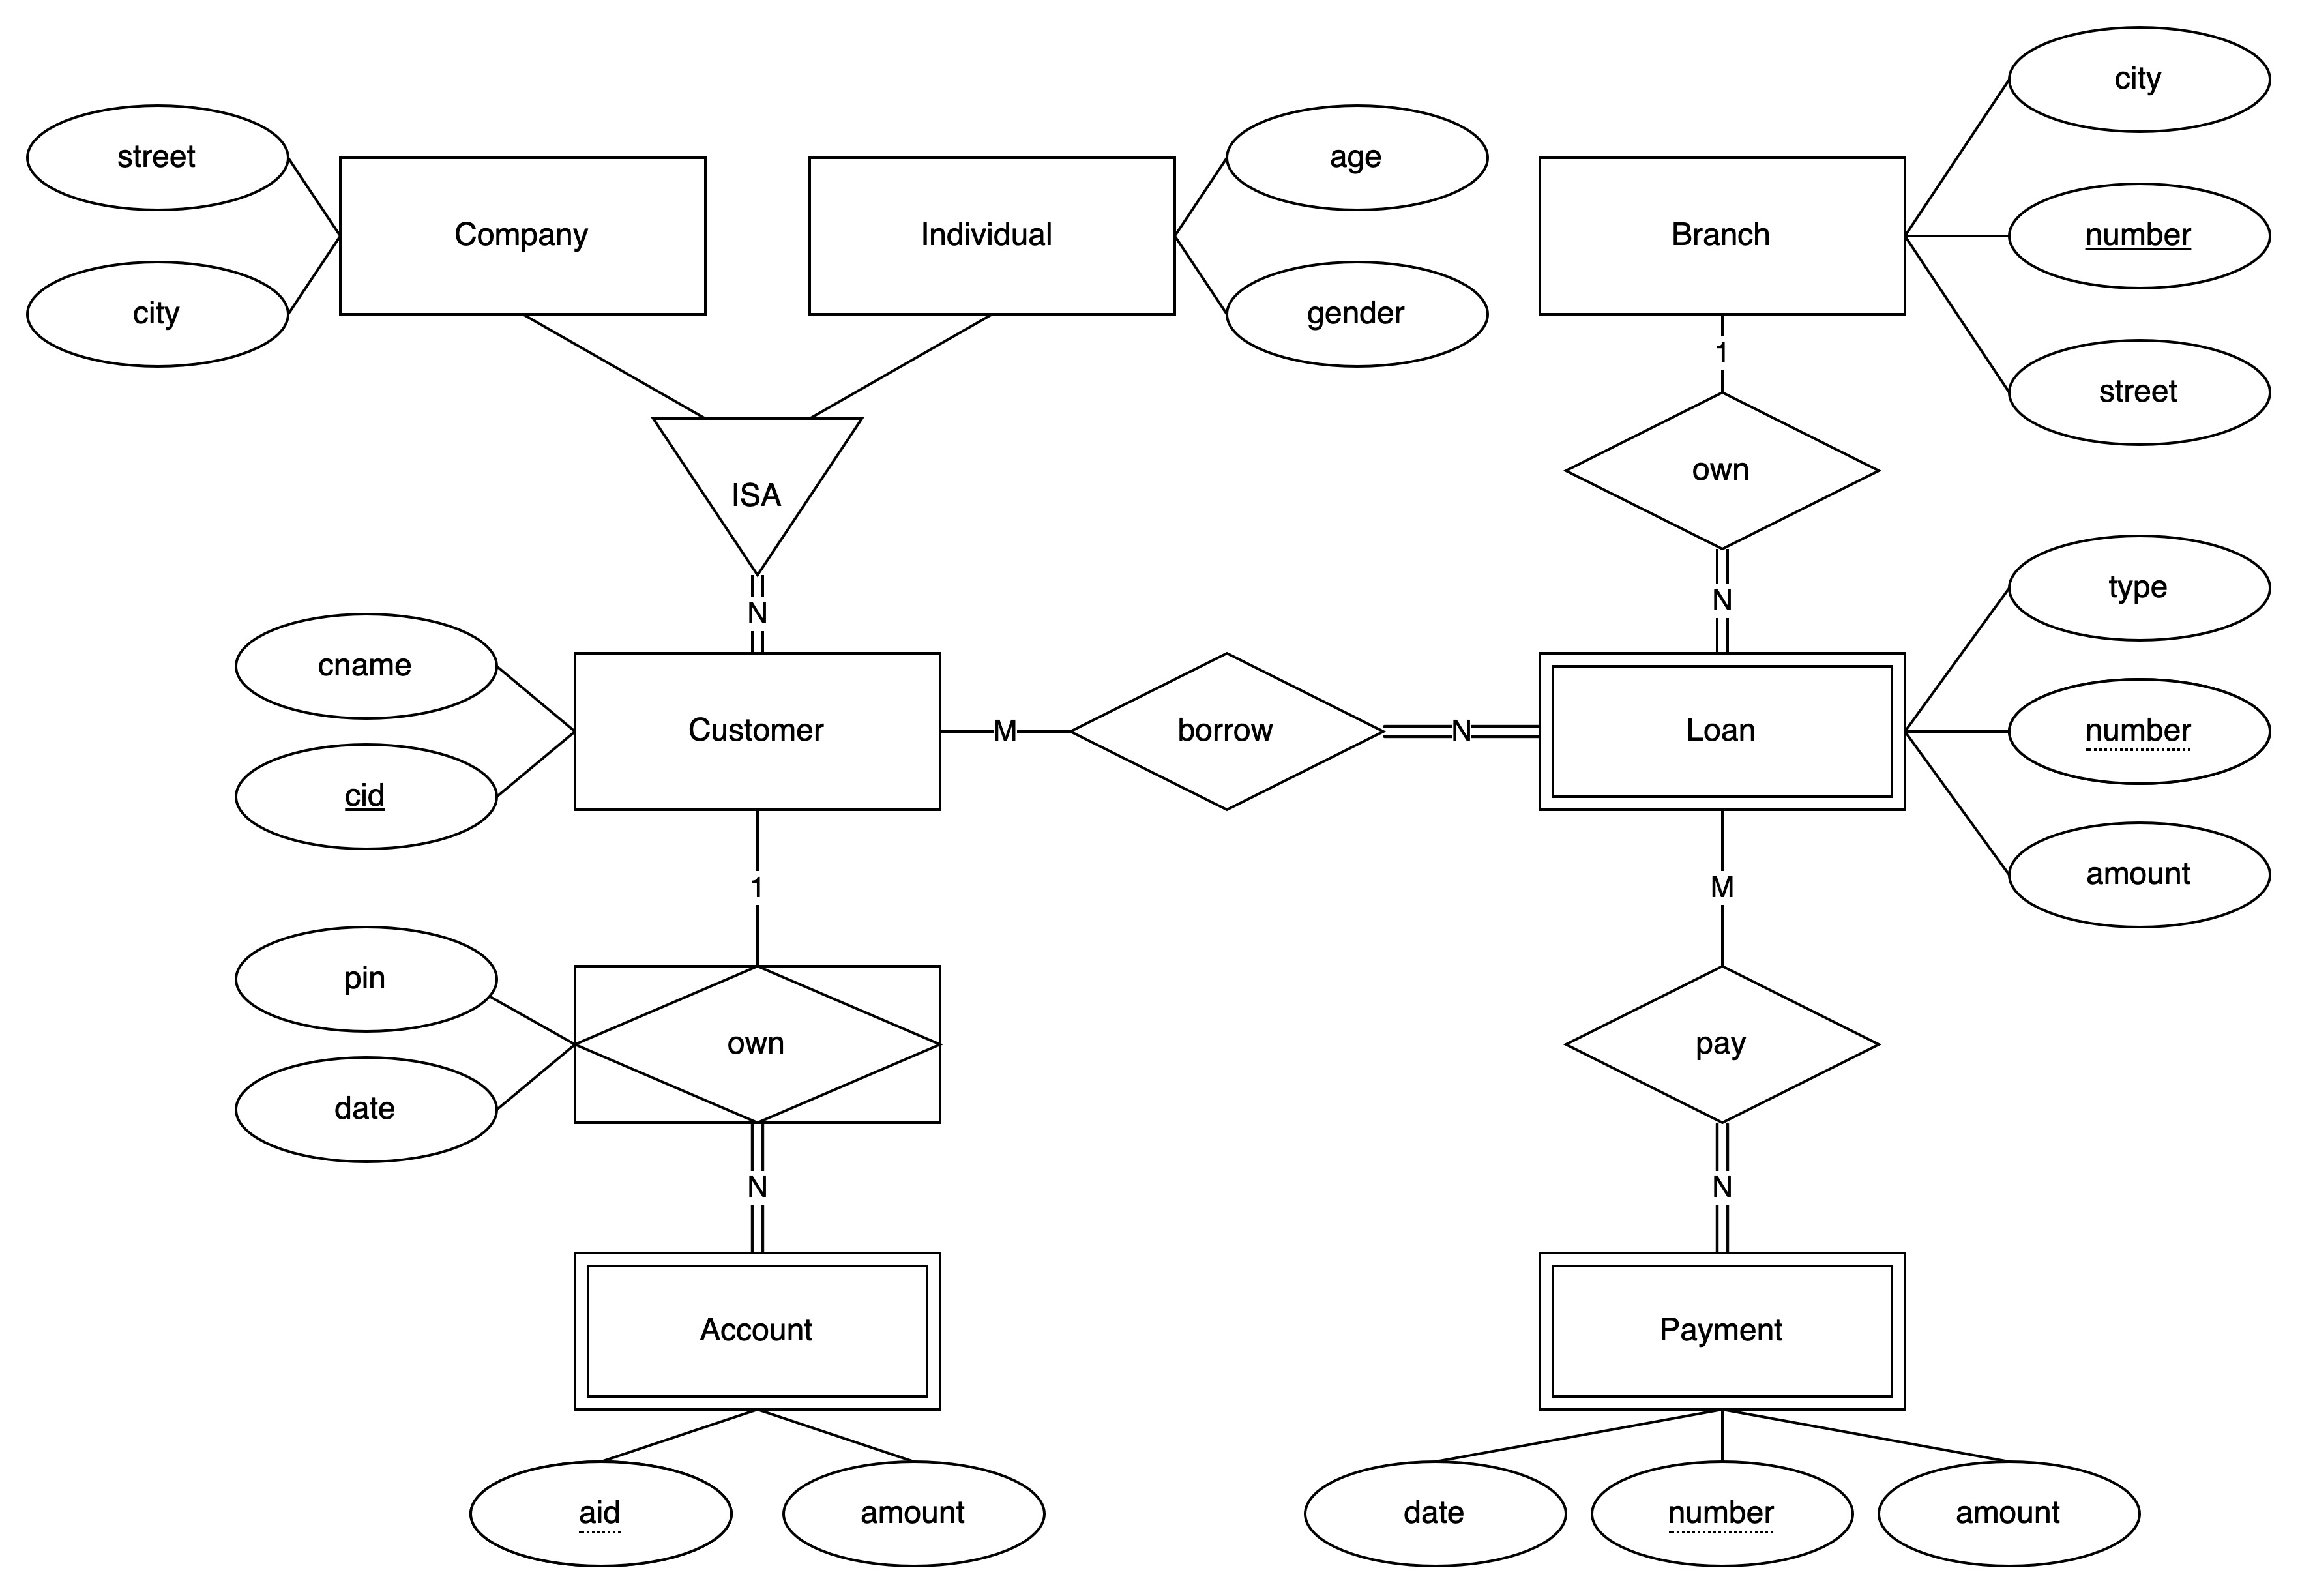 city
street
age
Company
Individual
Branch
number
city
gender
1
street
own
ISA
type
N
N
cname
Customer
M
borrow
N
Loan
number
cid
amount
1
M
pin
own
pay
date
N
N
Account
Payment
aid
amount
date
number
amount